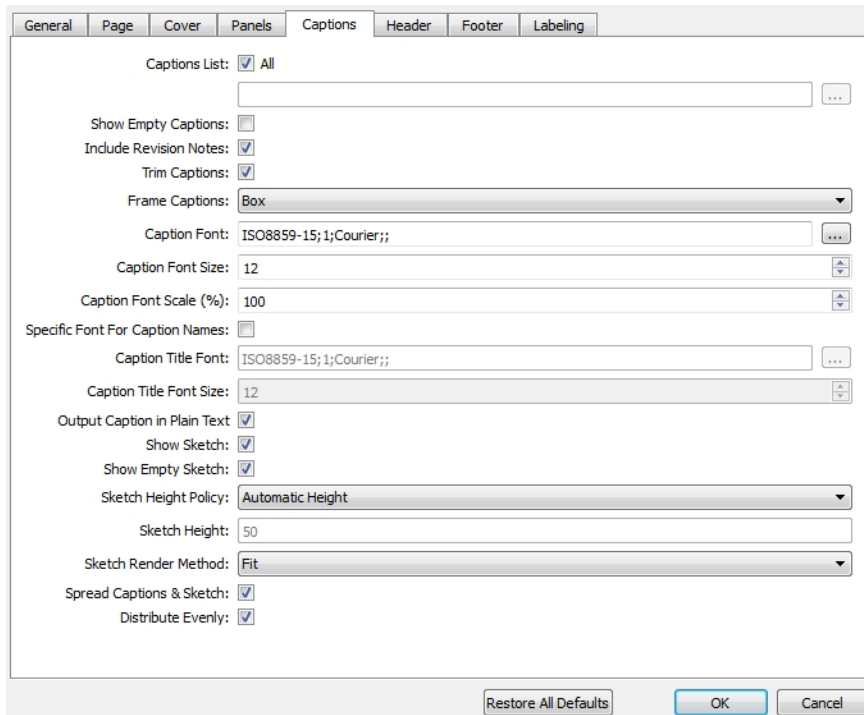 General Page Cover Panels Captions Header Footer Labeling
Captions List: All
...
Show Empty Captions:
Include Revision Notes:
Trim Captions:
Frame Captions: Box
Caption Font: ISO8859-15;1;Courier;; ...
Caption Font Size: 12
Caption Font Scale (%): 100
Specific Font For Caption Names:
Caption Title Font: ISO8859-15;1;Courier;; ...
Caption Title Font Size: 12
Output Caption in Plain Text
Show Sketch:
Show Empty Sketch:
Sketch Height Policy: Automatic Height
Sketch Height: 50
Sketch Render Method: Fit
Spread Captions & Sketch:
Distribute Evenly:
Restore All Defaults OK Cancel